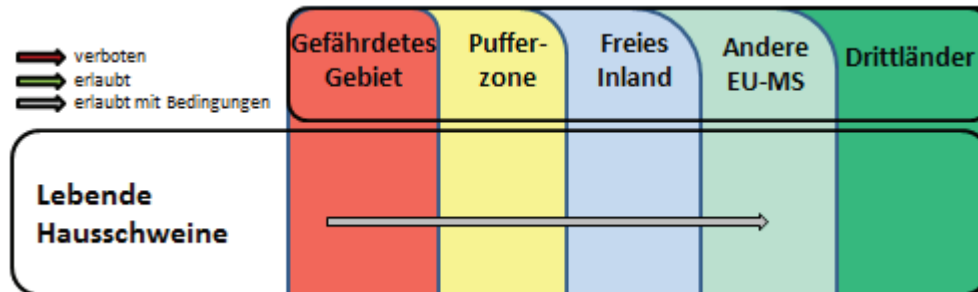 verboten
erlaubt
erlaubt mit Bedingungen
Gefährdetes
Gebiet
Puffer-
zone
Freies
Inland
Andere
EU-MS
Drittländer
Lebende
Hausschweine